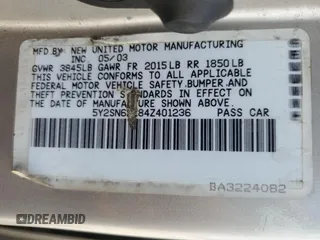 MFD.BY NEW UNITED MOTOR MANUFACTURING
INC 05/03
GVWR 3845LB GAWR FR 2015LB RR 1850LB
THIS VEHICLE CONFORMS TO ALL APPLICABLE
FEDERAL MOTOR VEHICLE SAFETY,BUMPER,AND
THEFT PREVENTION STANDARDS IN EFFECT ON
THE DATE OF MANUFACTURE SHOWN ABOVE.
PASS CAR
BA3224082
DREAMBID